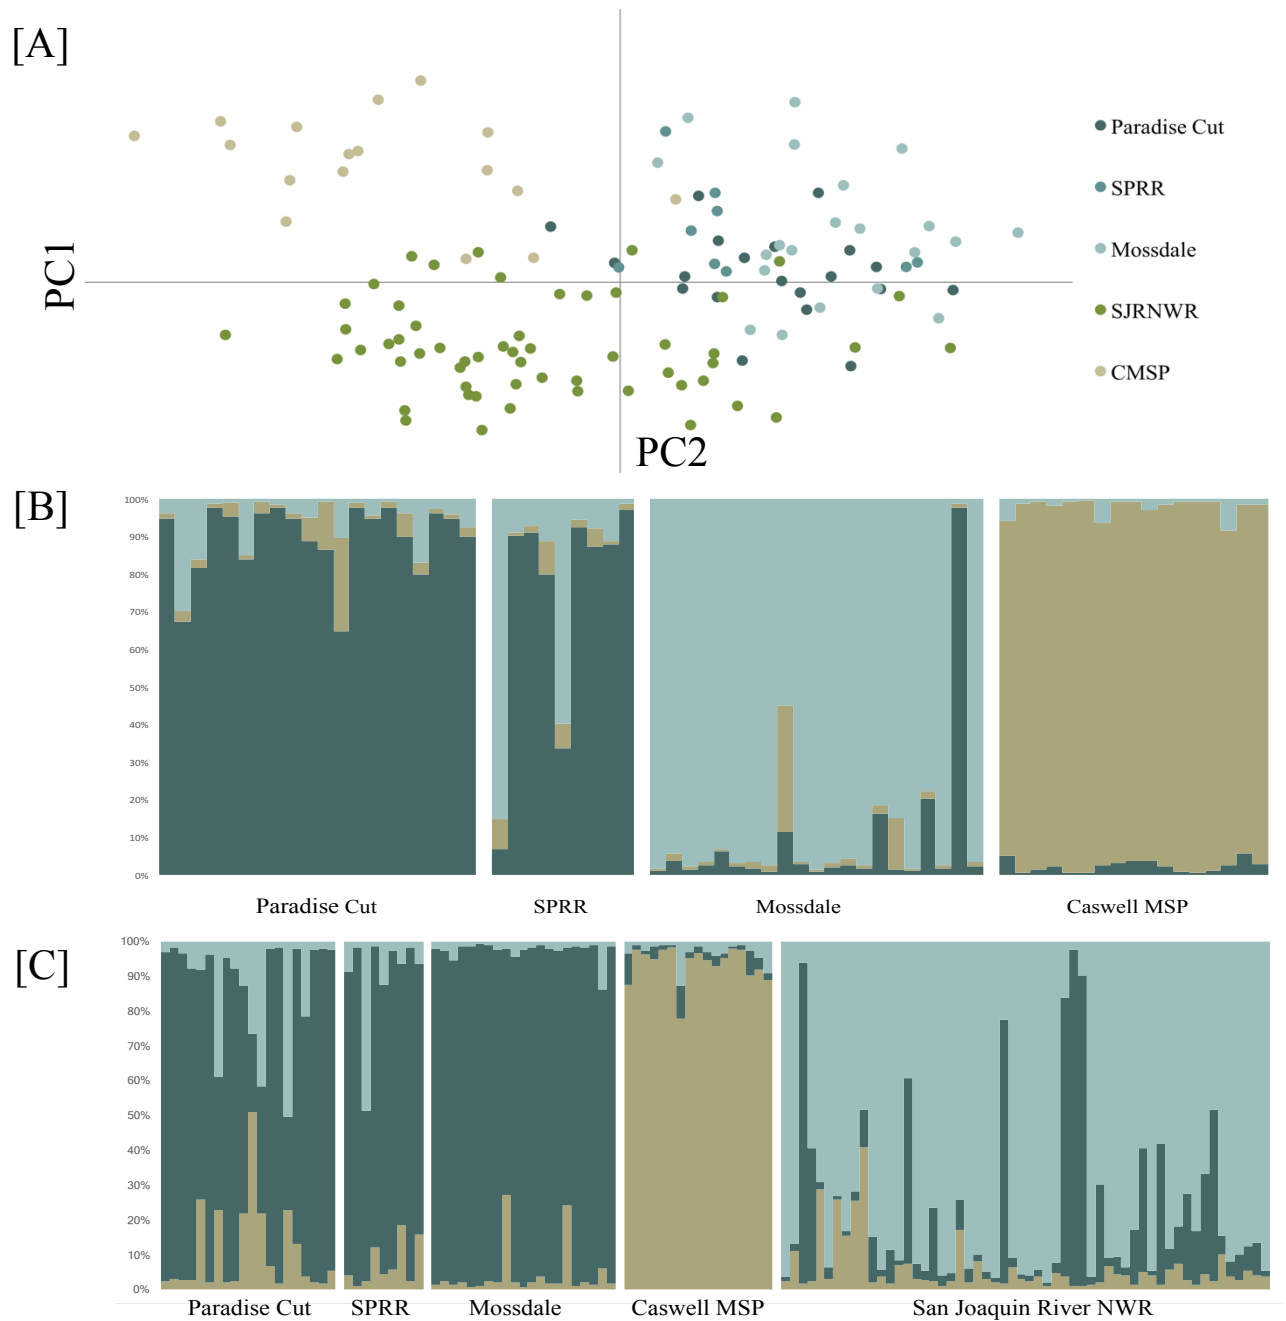 [A]
PC1
PC2
Paradise Cut
SPRR
Mossdale
SJRNWR
CMSP
[B]
100%
90%
80%
70%
60%
50%
40%
30%
20%
10%
0%
Paradise Cut
SPRR
Mossdale
Caswell MSP
[C]
100%
90%
80%
70%
60%
50%
40%
30%
20%
10%
0%
Paradise Cut
SPRR
Mossdale
Caswell MSP
San Joaquin River NWR